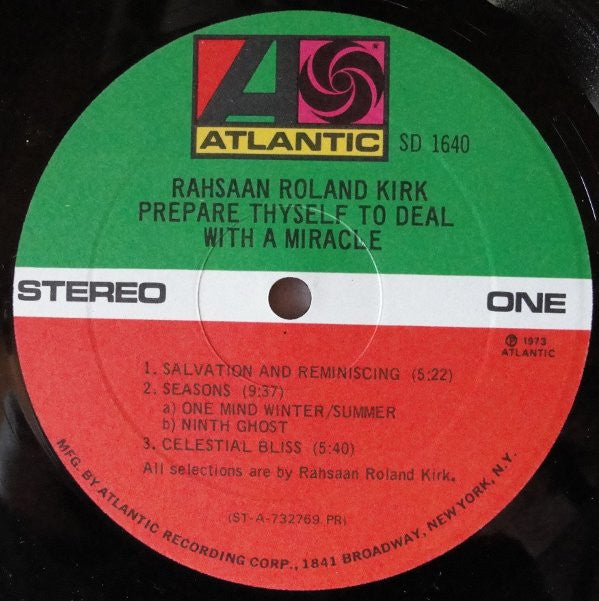 ATLANTIC
SD 1640
RAHSAAN ROLAND KIRK
PREPARE THYSELF TO DEAL
WITH A MIRACLE
STEREO
ONE
℗ 1973
ATLANTIC
1. SALVATION AND REMINISCING (5:22)
2. SEASONS (9:37)
a) ONE MIND WINTER/SUMMER
b) NINTH GHOST
3. CELESTIAL BLISS (5:40)
All selections are by Rahsaan Roland Kirk.
(ST-A-732769 PR)
MFG. BY ATLANTIC RECORDING CORP., 1841 BROADWAY, NEW YORK, N.Y.